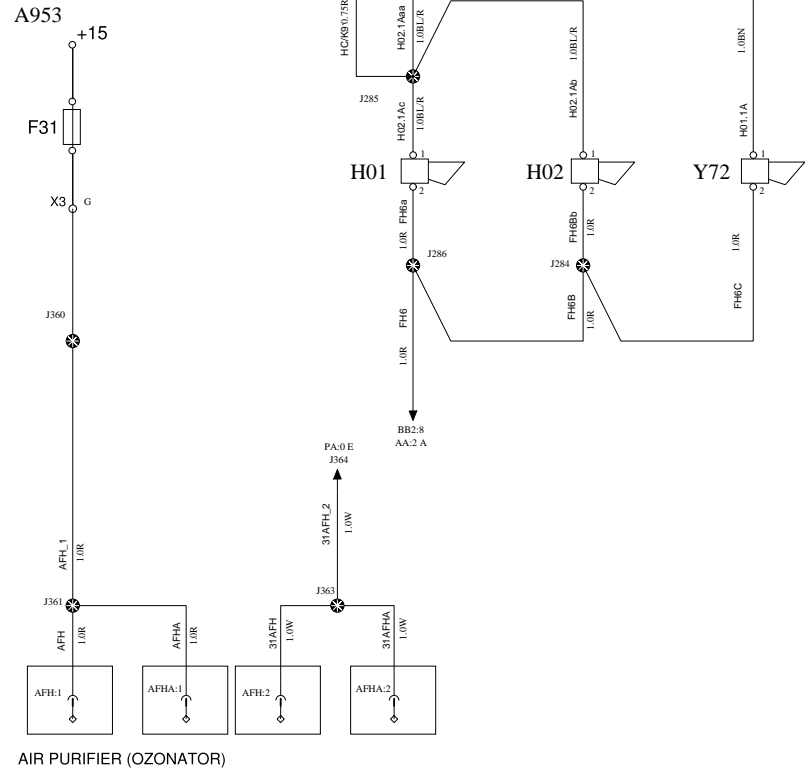 A953
+15
F31
X3
G
J360
AFH_1
1.0R
J361
AFH
1.0R
AFHA
1.0R
AFH:1
AFHA:1
AIR PURIFIER (OZONATOR)
PA:0 E
J364
31AFH_2
1.0W
J363
31AFH
1.0W
31AFHA
1.0W
AFH:2
AFHA:2
HC/K9 0.75R
H02.1Aaa
1.0BL/R
J285
H02.1Ac
1.0BL/R
H01
1
2
FH6a
1.0R
J286
FH6
1.0R
BB2:8
AA:2 A
1.0BL/R
H02.1Ab
H02
1
2
FH6Bb
1.0R
J284
FH6B
1.0R
1.0BN
H01.1A
Y72
1
2
1.0R
FH6C